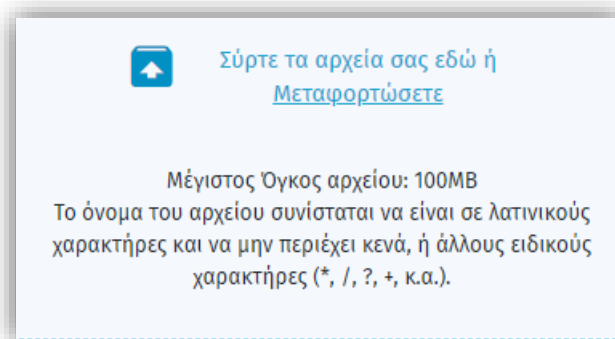 Σύρτε τα αρχεία σας εδώ ή
Μεταφορτώσετε
Μέγιστος Όγκος αρχείου: 100MB
Το όνομα του αρχείου συνίσταται να είναι σε λατινικούς
χαρακτήρες και να μην περιέχει κενά, ή άλλους ειδικούς
χαρακτήρες (*, /, ?, +, κ.α.).